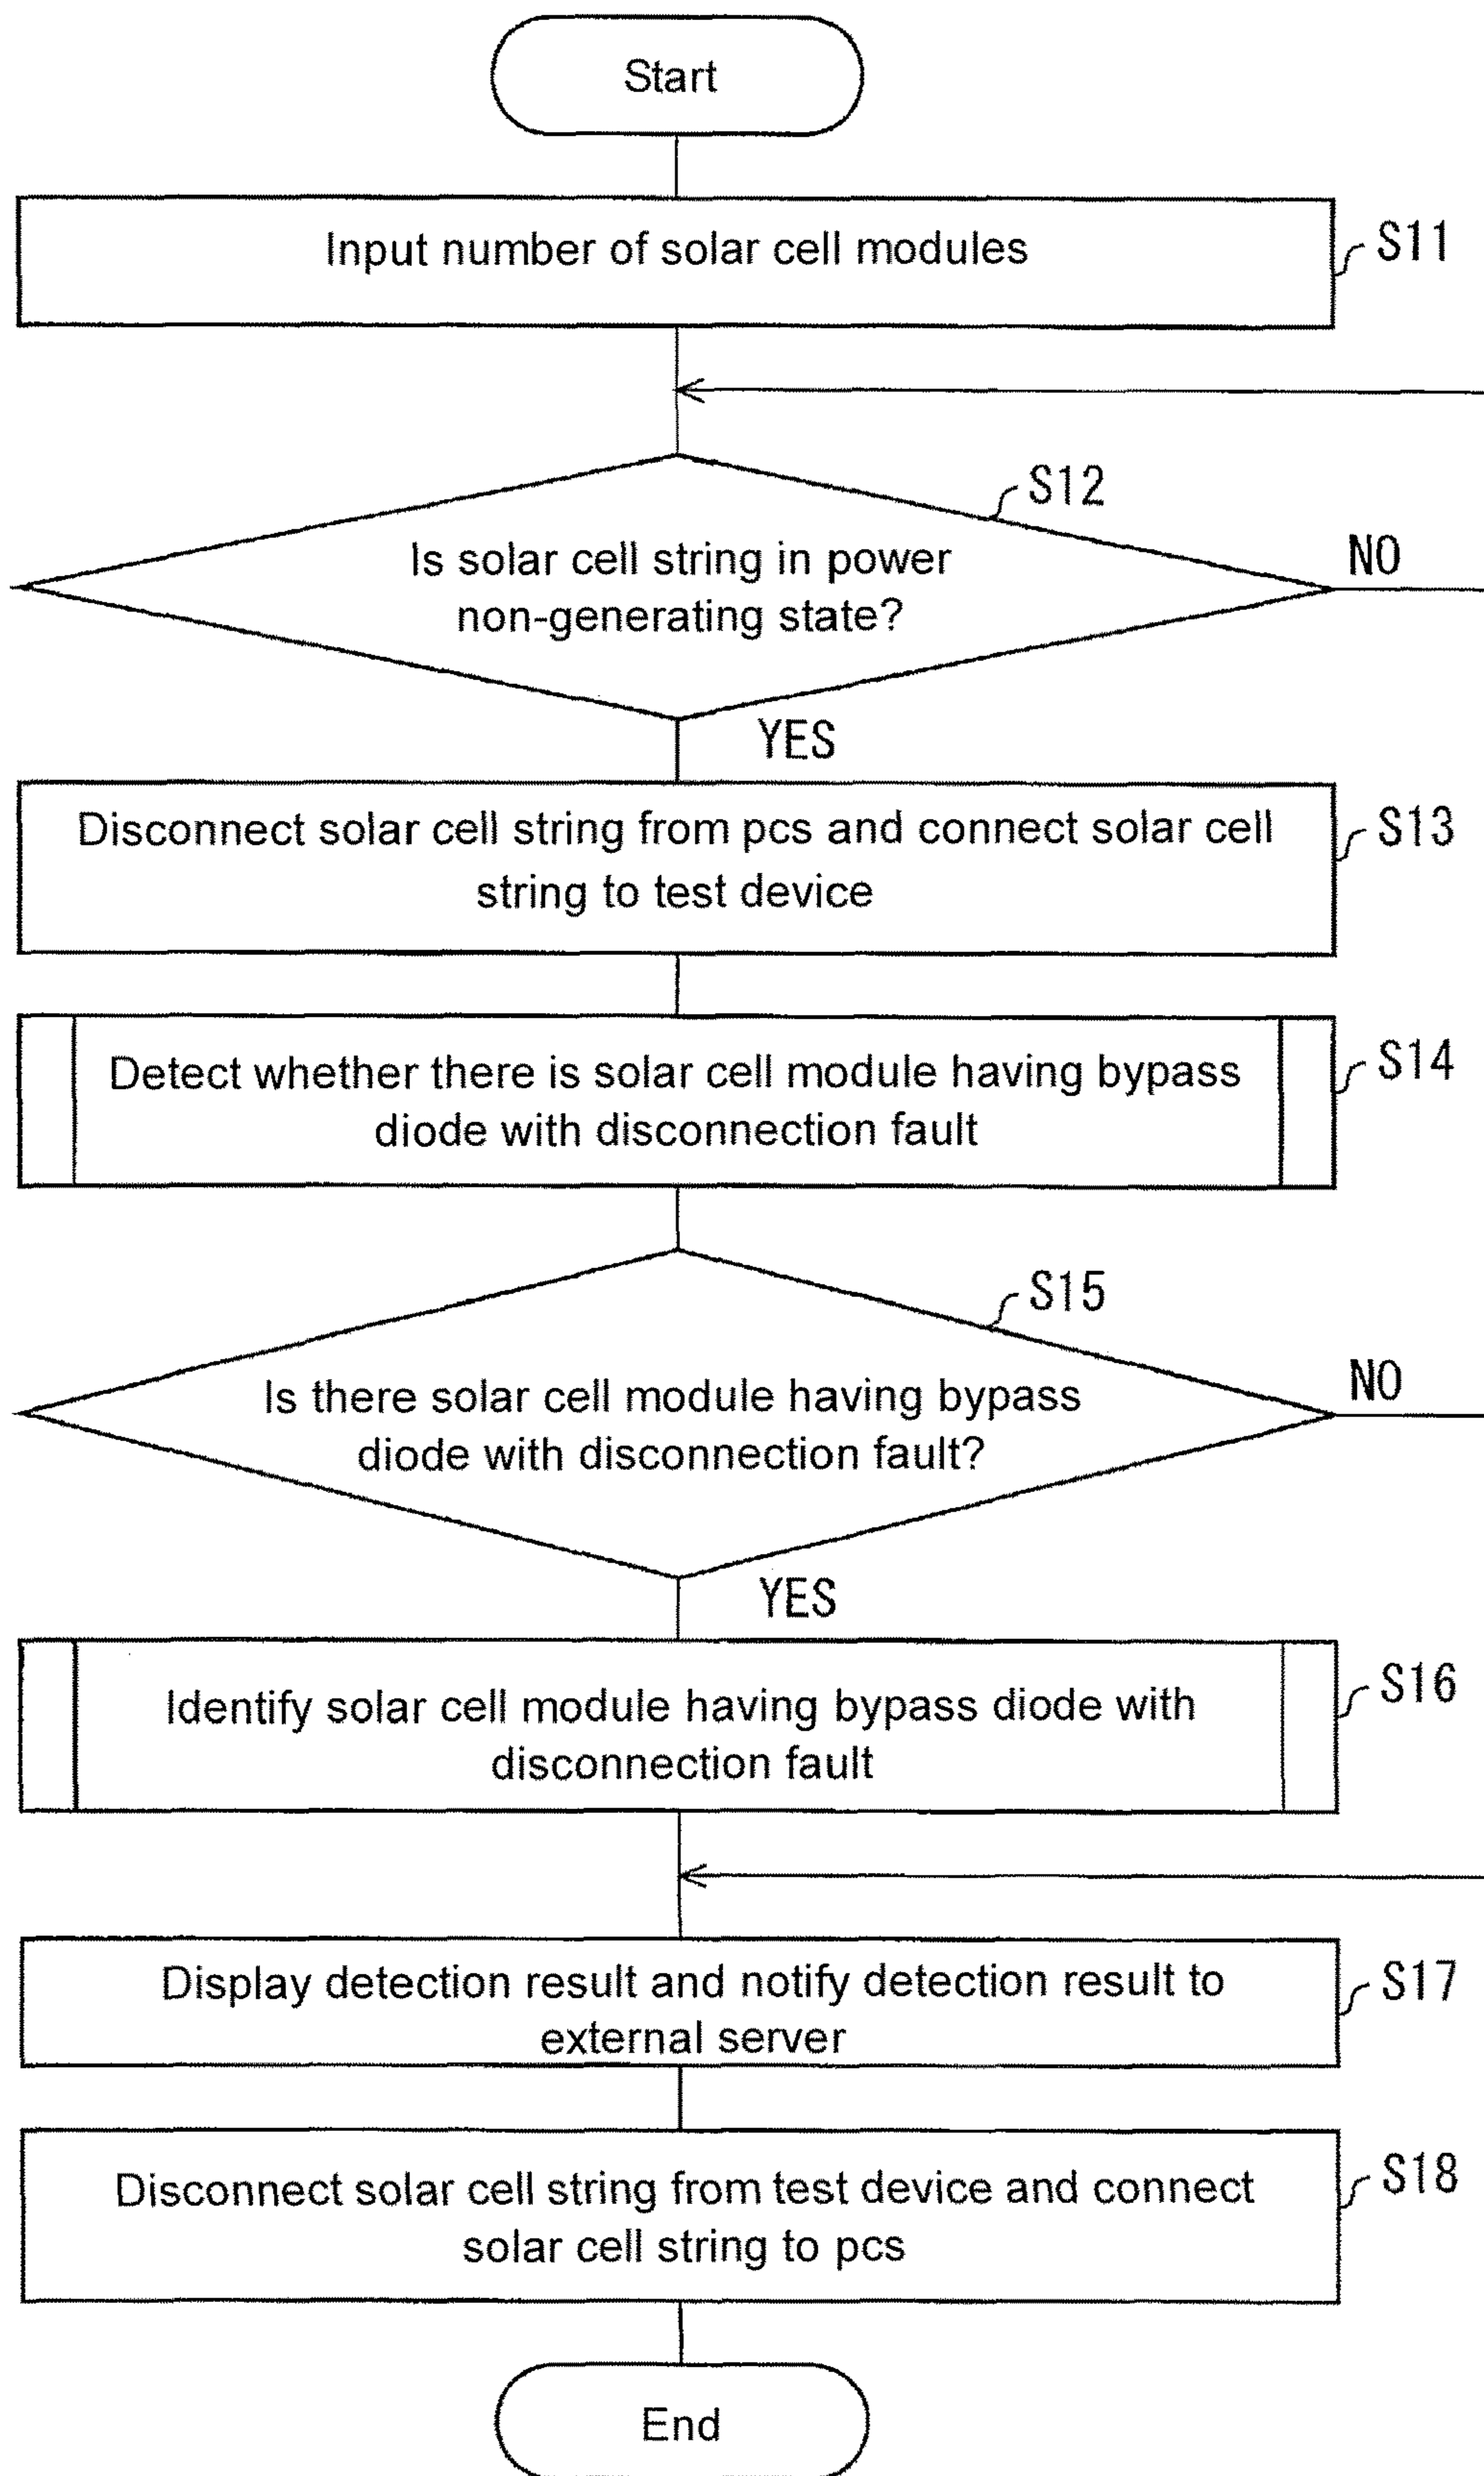 Start
Input number of solar cell modules
S11
S12
Is solar cell string in power
non-generating state?
NO
YES
Disconnect solar cell string from pcs and connect solar cell
string to test device
S13
Detect whether there is solar cell module having bypass
diode with disconnection fault
S14
S15
Is there solar cell module having bypass
diode with disconnection fault?
NO
YES
Identify solar cell module having bypass diode with
disconnection fault
S16
Display detection result and notify detection result to
external server
S17
Disconnect solar cell string from test device and connect
solar cell string to pcs
S18
End